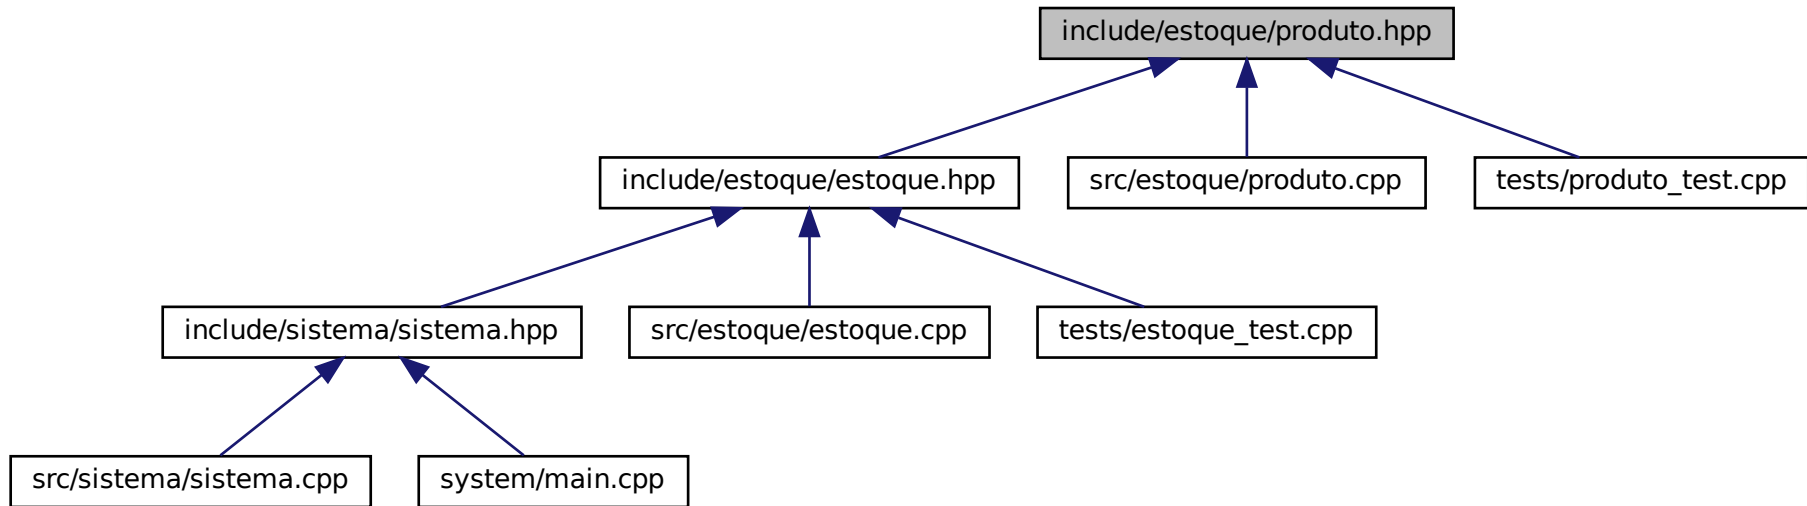 include/estoque/produto.hpp
include/estoque/estoque.hpp
src/estoque/produto.cpp
tests/produto_test.cpp
include/sistema/sistema.hpp
src/estoque/estoque.cpp
tests/estoque_test.cpp
src/sistema/sistema.cpp
system/main.cpp